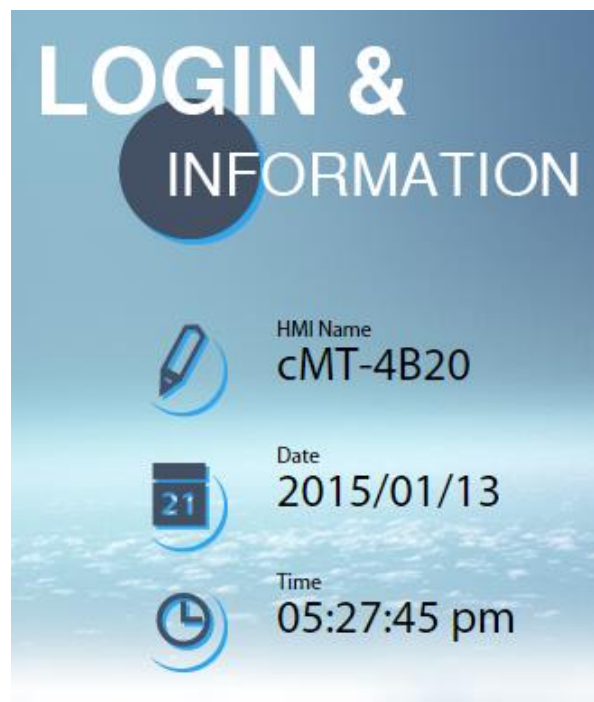 LOGIN &
INFORMATION
HMI Name
cMT-4B20
Date
21
2015/01/13
Time
05:27:45 pm